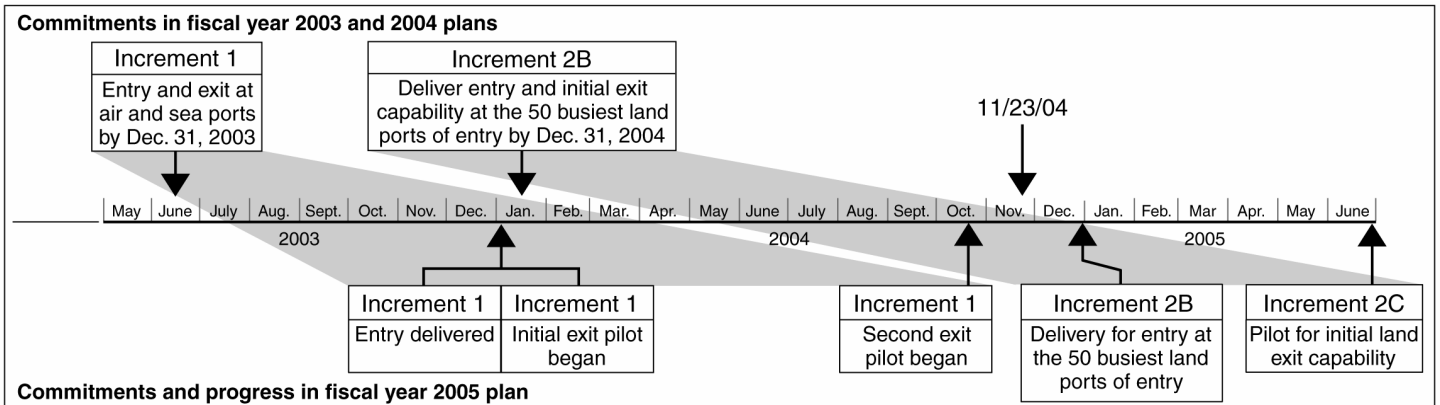 Commitments in fiscal year 2003 and 2004 plans
Increment 1
Entry and exit at
air and sea ports
by Dec. 31, 2003
Increment 2B
Deliver entry and initial exit
capability at the 50 busiest land
ports of entry by Dec. 31, 2004
11/23/04
May June July Aug. Sept. Oct. Nov. Dec. Jan. Feb. Mar. Apr. May June July Aug. Sept. Oct. Nov. Dec. Jan. Feb. Mar Apr. May June
2003 2004 2005
Increment 1
Entry delivered
Increment 1
Initial exit pilot
began
Increment 1
Second exit
pilot began
Increment 2B
Delivery for entry at
the 50 busiest land
ports of entry
Increment 2C
Pilot for initial land
exit capability
Commitments and progress in fiscal year 2005 plan